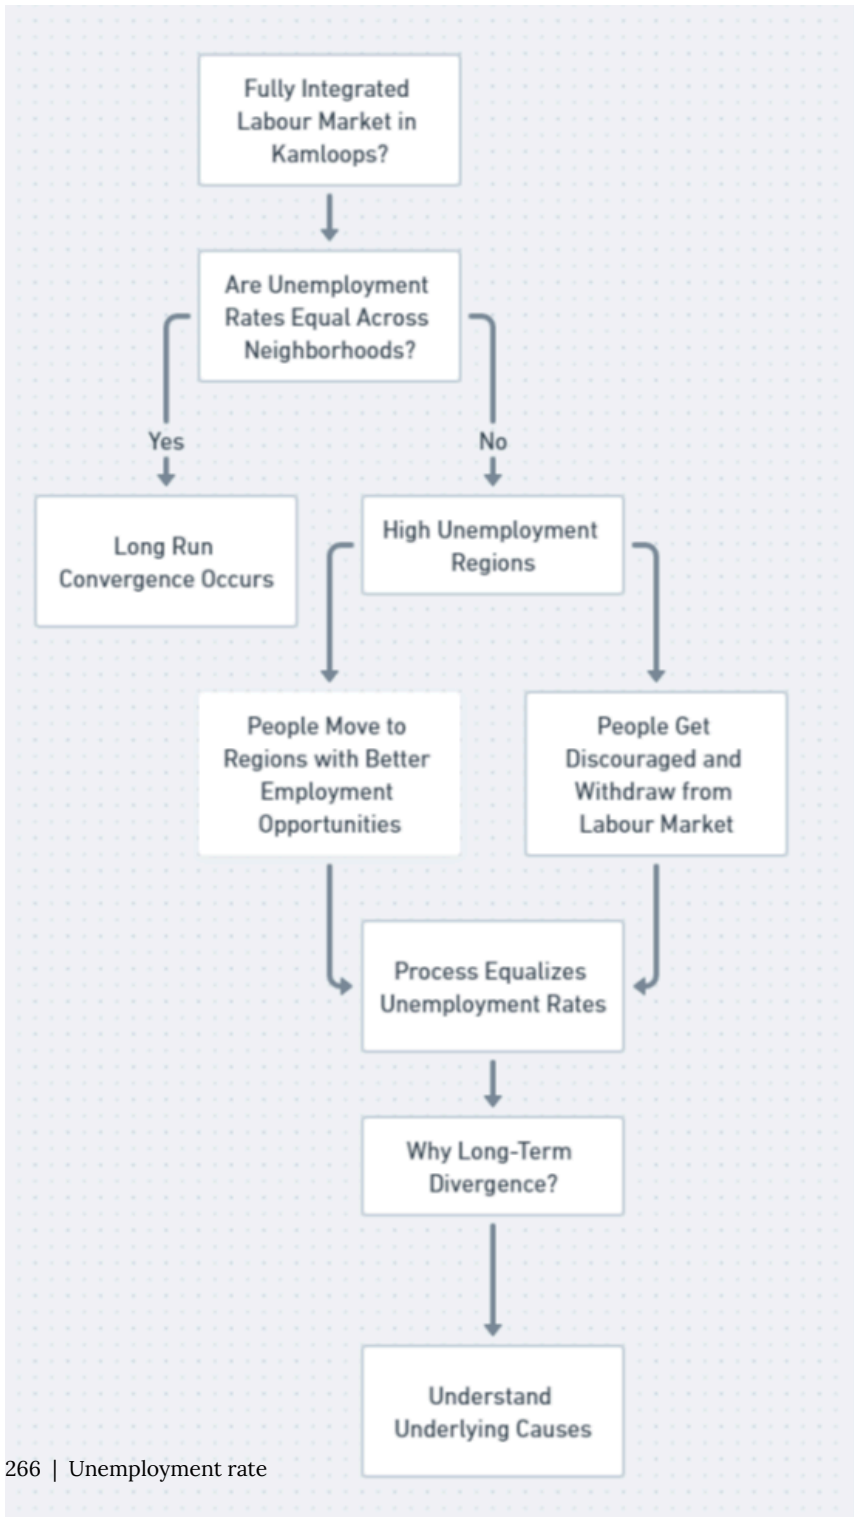 Fully Integrated
Labour Market in
Kamloops?
Are Unemployment
Rates Equal Across
Neighborhoods?
Yes
No
Long Run
Convergence Occurs
High Unemployment
Regions
People Move to
Regions with Better
Employment
Opportunities
People Get
Discouraged and
Withdraw from
Labour Market
Process Equalizes
Unemployment Rates
Why Long-Term
Divergence?
Understand
Underlying Causes
266 | Unemployment rate